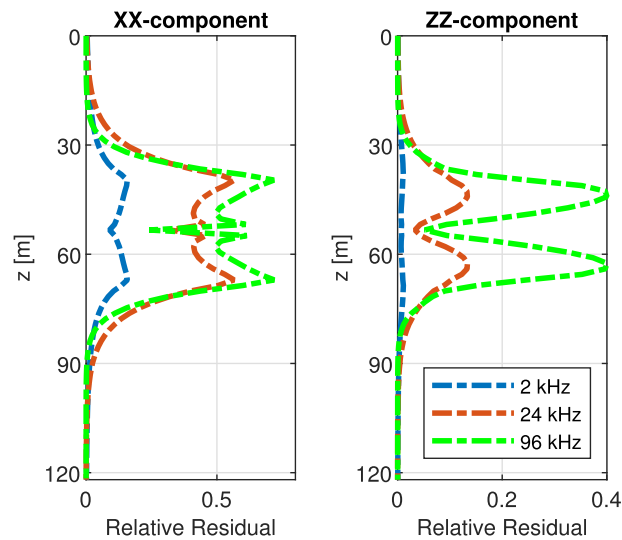 XX-component
ZZ-component
0
30
60
90
120
z [m]
0
0.5
Relative Residual
0
30
60
90
120
z [m]
0
0.2
0.4
Relative Residual
2 kHz
24 kHz
96 kHz